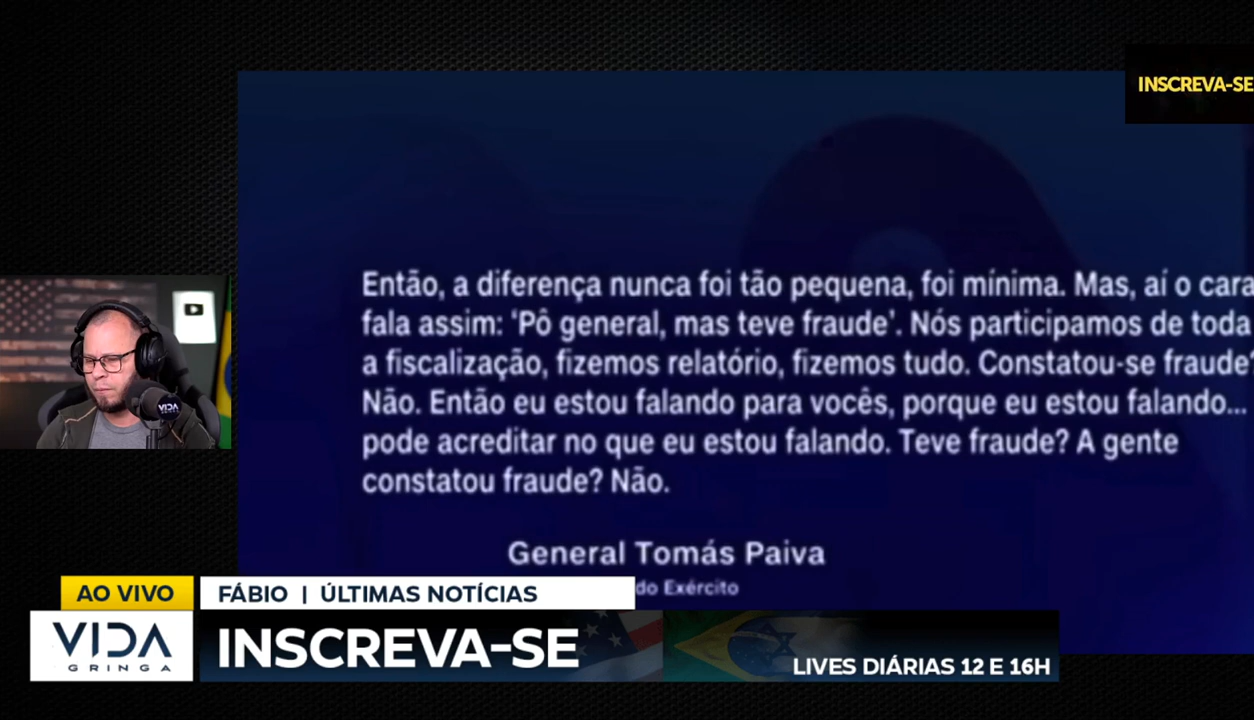 INSCREVA-SE
Então, a diferença nunca foi tão pequena, foi mínima. Mas, aí o cara
fala assim: ‘Pô general, mas teve fraude’. Nós participamos de toda
a fiscalização, fizemos relatório, fizemos tudo. Constatou-se fraude?
Não. Então eu estou falando para vocês, porque eu estou falando...
pode acreditar no que eu estou falando. Teve fraude? A gente
constatou fraude? Não.
General Tomás Paiva
do Exército
VIDA
AO VIVO
FÁBIO | ÚLTIMAS NOTÍCIAS
VIDA
GRINGA
INSCREVA-SE
LIVES DIÁRIAS 12 E 16H